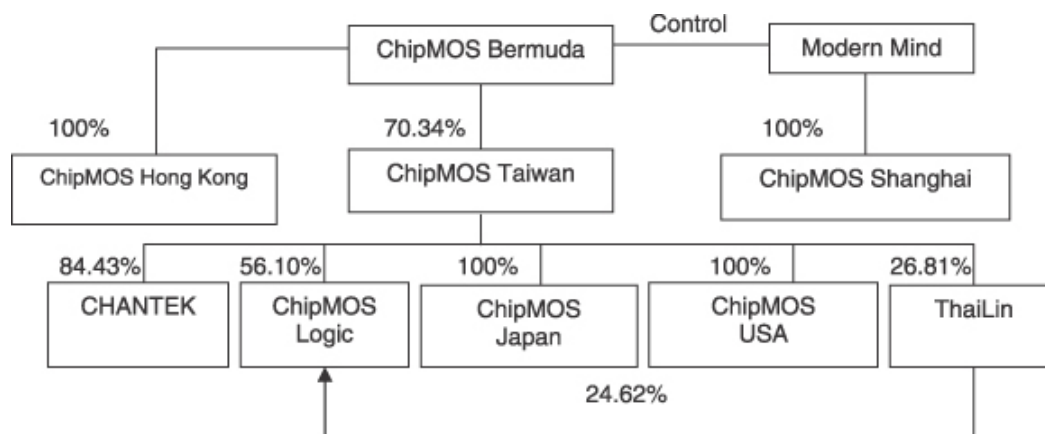 Control
ChipMOS Bermuda
Modern Mind
100%
70.34%
100%
ChipMOS Hong Kong
ChipMOS Taiwan
ChipMOS Shanghai
84.43%
56.10%
100%
100%
26.81%
CHANTEK
ChipMOS
Logic
ChipMOS
Japan
ChipMOS
USA
ThaiLin
24.62%